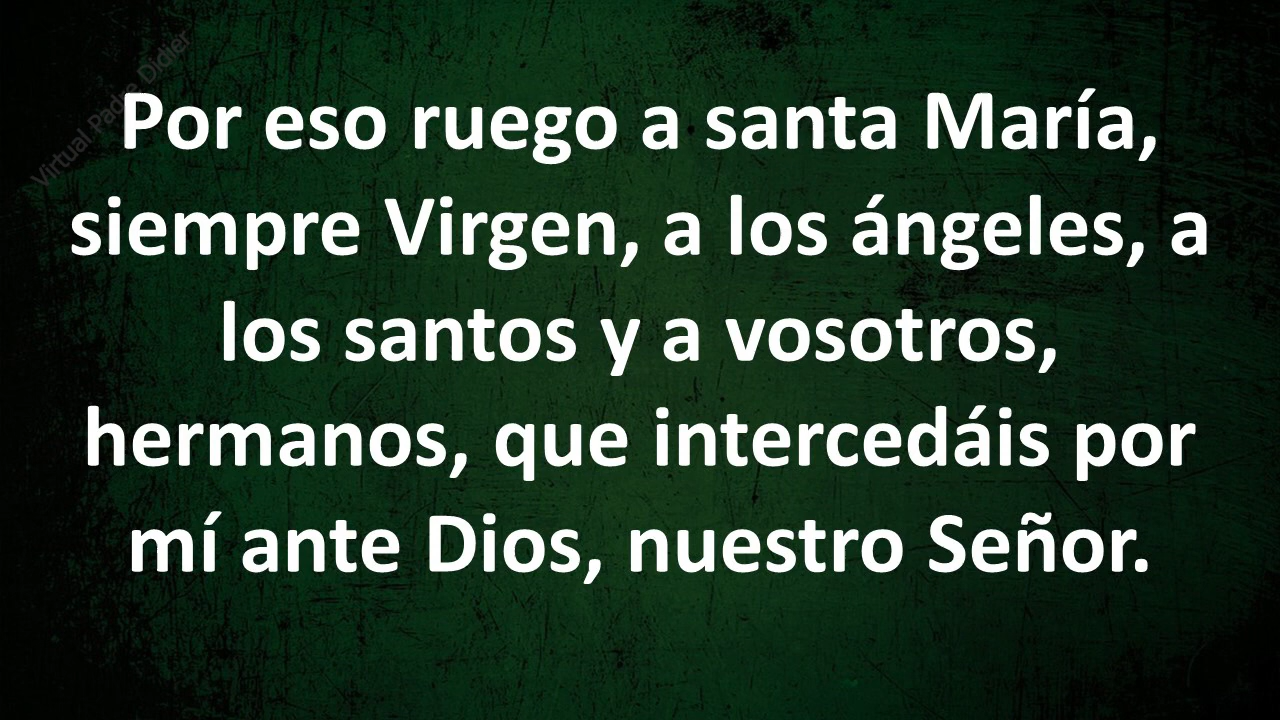 Virtual Padre Didier
Por eso ruego a santa María,
siempre Virgen, a los ángeles, a
los santos y a vosotros,
hermanos, que intercedáis por
mí ante Dios, nuestro Señor.